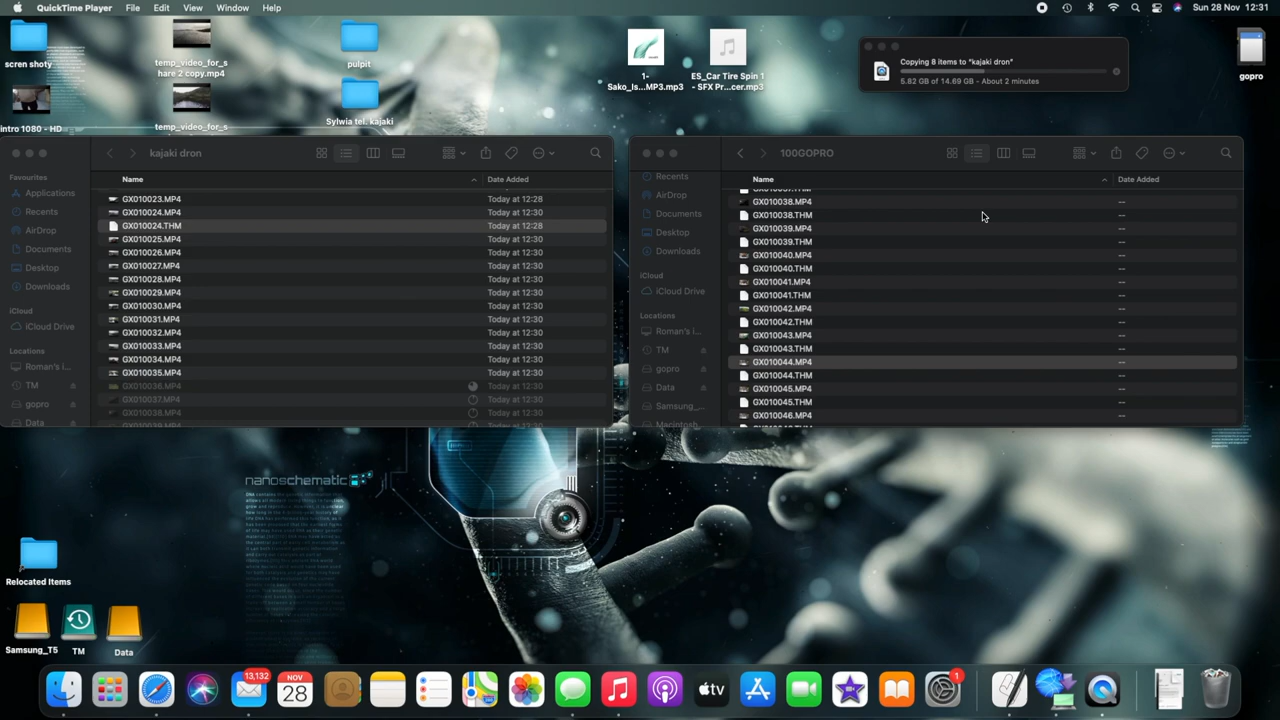 QuickTime Player File Edit View Window Help
Sun 28 Nov 12:31
scren shoty
temp_video_for_s
hare 2 copy.mp4
pulpit
1-
Sako_Is...MP3.mp3
ES_Car Tire Spin 1
- SFX Pr...cer.mp3
gopro
intro 1080 - HD
temp_video_for_s
Sylwia tel. kajaki
Copying 8 items to “kajaki dron”
5.82 GB of 14.69 GB - About 2 minutes
kajaki dron
Favourites
Applications
Recents
AirDrop
Documents
Desktop
Downloads
iCloud
iCloud Drive
Locations
Roman's i...
TM
gopro
Data
Name Date Added
GX010023.MP4 Today at 12:28
GX010024.MP4 Today at 12:30
GX010024.THM Today at 12:28
GX010025.MP4 Today at 12:30
GX010026.MP4 Today at 12:30
GX010027.MP4 Today at 12:30
GX010028.MP4 Today at 12:30
GX010029.MP4 Today at 12:30
GX010030.MP4 Today at 12:30
GX010031.MP4 Today at 12:30
GX010032.MP4 Today at 12:30
GX010033.MP4 Today at 12:30
GX010034.MP4 Today at 12:30
GX010035.MP4 Today at 12:30
GX010036.MP4 Today at 12:30
GX010037.MP4 Today at 12:30
GX010038.MP4 Today at 12:30
100GOPRO
Recents
AirDrop
Documents
Desktop
Downloads
iCloud
iCloud Drive
Locations
Roman's i...
TM
gopro
Data
Samsung_...
Macintosh
Name Date Added
GX010037.THM --
GX010038.MP4 --
GX010038.THM --
GX010039.MP4 --
GX010039.THM --
GX010040.MP4 --
GX010040.THM --
GX010041.MP4 --
GX010041.THM --
GX010042.MP4 --
GX010042.THM --
GX010043.MP4 --
GX010043.THM --
GX010044.MP4 --
GX010044.THM --
GX010045.MP4 --
GX010045.THM --
GX010046.MP4 --
nanoschematic
Relocated Items
Samsung_T5
TM
Data
13,132
NOV
28
tv
1